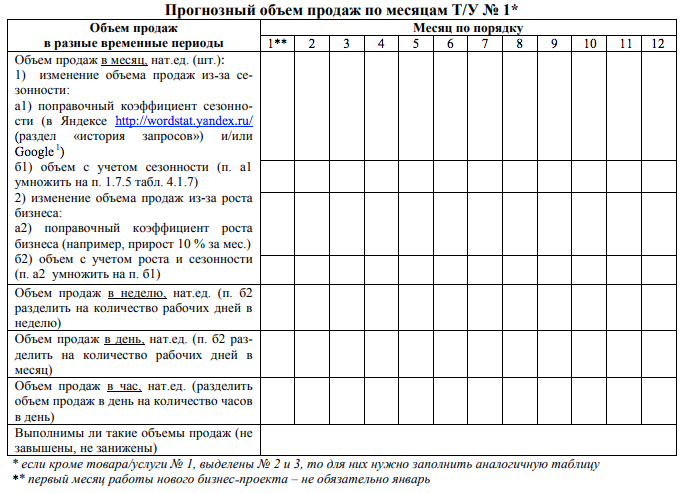 Прогнозный объем продаж по месяцам Т/У № 1*
Объем продаж
в разные временные периоды
Месяц по порядку
1** 2 3 4 5 6 7 8 9 10 11 12
Объем продаж в месяц, нат.ед. (шт.):
1) изменение объема продаж из-за се-
зонности:
а1) поправочный коэффициент сезонно-
сти (в Яндексе http://wordstat.yandex.ru/
(раздел «история запросов») и/или
Google 1)
б1) объем с учетом сезонности (п. а1
умножить на п. 1.7.5 табл. 4.1.7)
2) изменение объема продаж из-за роста
бизнеса:
а2) поправочный коэффициент роста
бизнеса (например, прирост 10 % за мес.)
б2) объем с учетом роста и сезонности
(п. а2 умножить на п. б1)
Объем продаж в неделю, нат.ед. (п. б2
разделить на количество рабочих дней в
неделю)
Объем продаж в день, нат.ед. (п. б2 раз-
делить на количество рабочих дней в
месяц)
Объем продаж в час, нат.ед. (разделить
объем продаж в день на количество часов
в день)
Выполнимы ли такие объемы продаж (не
завышены, не занижены)
* если кроме товара/услуги № 1, выделены № 2 и 3, то для них нужно заполнить аналогичную таблицу
** первый месяц работы нового бизнес-проекта – не обязательно январь